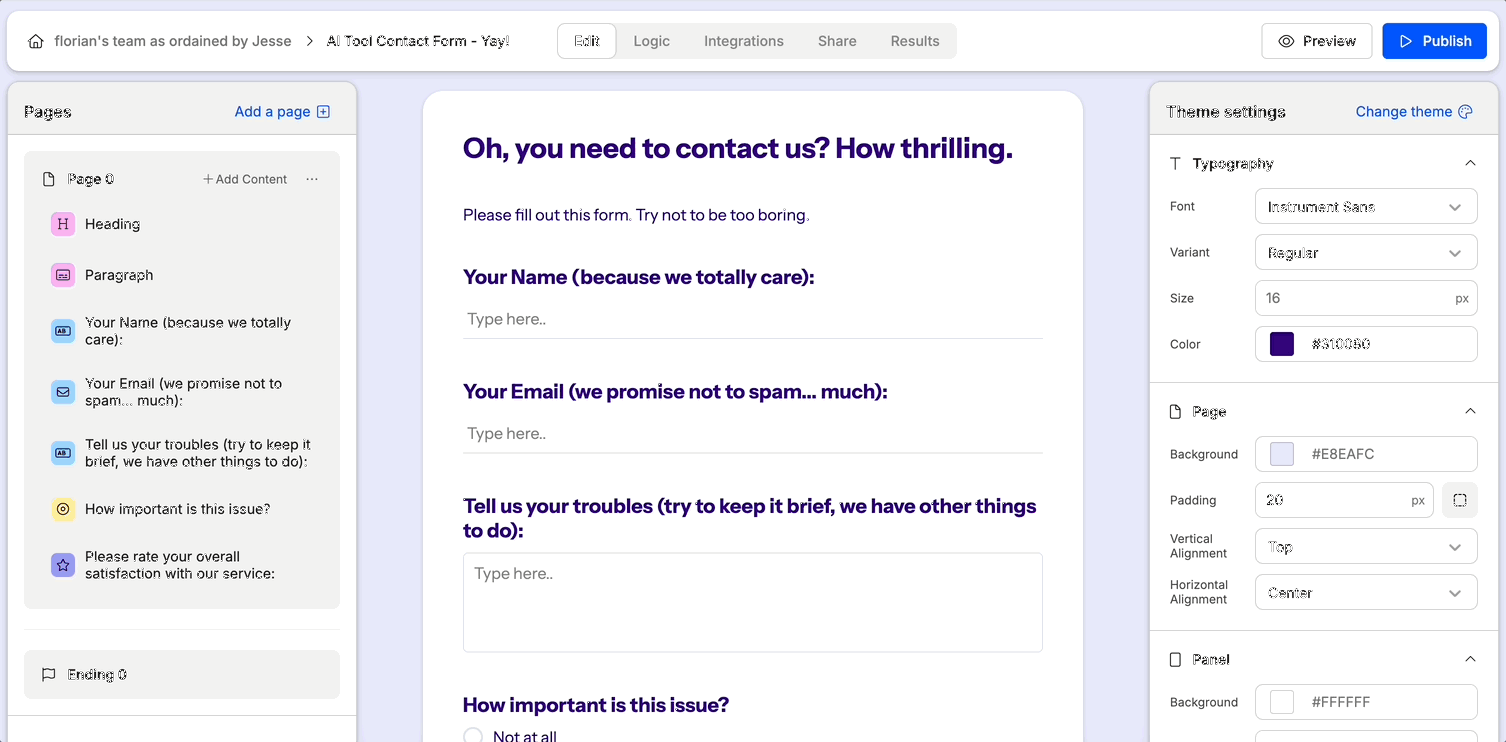 florian's team as ordained by Jesse > AI Tool Contact Form - Yay!
Edit
Logic
Integrations
Share
Results
Preview
Publish
Pages
Add a page
Page 0
+ Add Content
...
H Heading
Paragraph
AB Your Name (because we totally
care):
Your Email (we promise not to
spam... much):
AB Tell us your troubles (try to keep it
brief, we have other things to do):
How important is this issue?
Please rate your overall
satisfaction with our service:
Ending 0
Oh, you need to contact us? How thrilling.
Please fill out this form. Try not to be too boring.
Your Name (because we totally care):
Type here..
Your Email (we promise not to spam... much):
Type here..
Tell us your troubles (try to keep it brief, we have other things
to do):
Type here..
How important is this issue?
Not at all
Theme settings
Change theme
Typography
Font
Instrument Sans
Variant
Regular
Size
16 px
Color
Page
Background
#E8EAFC
Padding
20 px
Vertical
Alignment
Top
Horizontal
Alignment
Center
Panel
Background
#FFFFFF